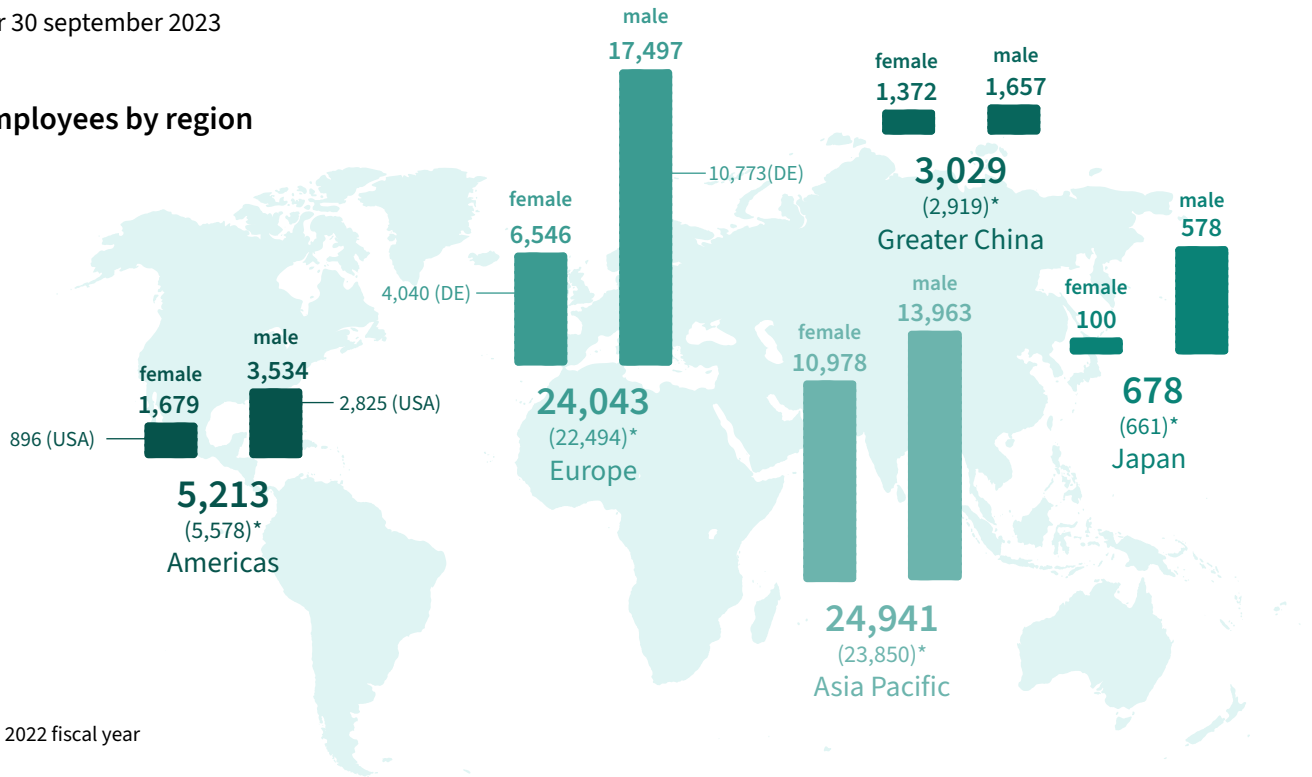 30 september 2023
employees by region
female
1,679
male
3,534
896 (USA)
2,825 (USA)
5,213
(5,578)*
Americas
female
6,546
male
17,497
4,040 (DE)
10,773(DE)
24,043
(22,494)*
Europe
female
1,372
male
1,657
3,029
(2,919)*
Greater China
female
10,978
male
13,963
24,941
(23,850)*
Asia Pacific
female
100
male
578
678
(661)*
Japan
2022 fiscal year